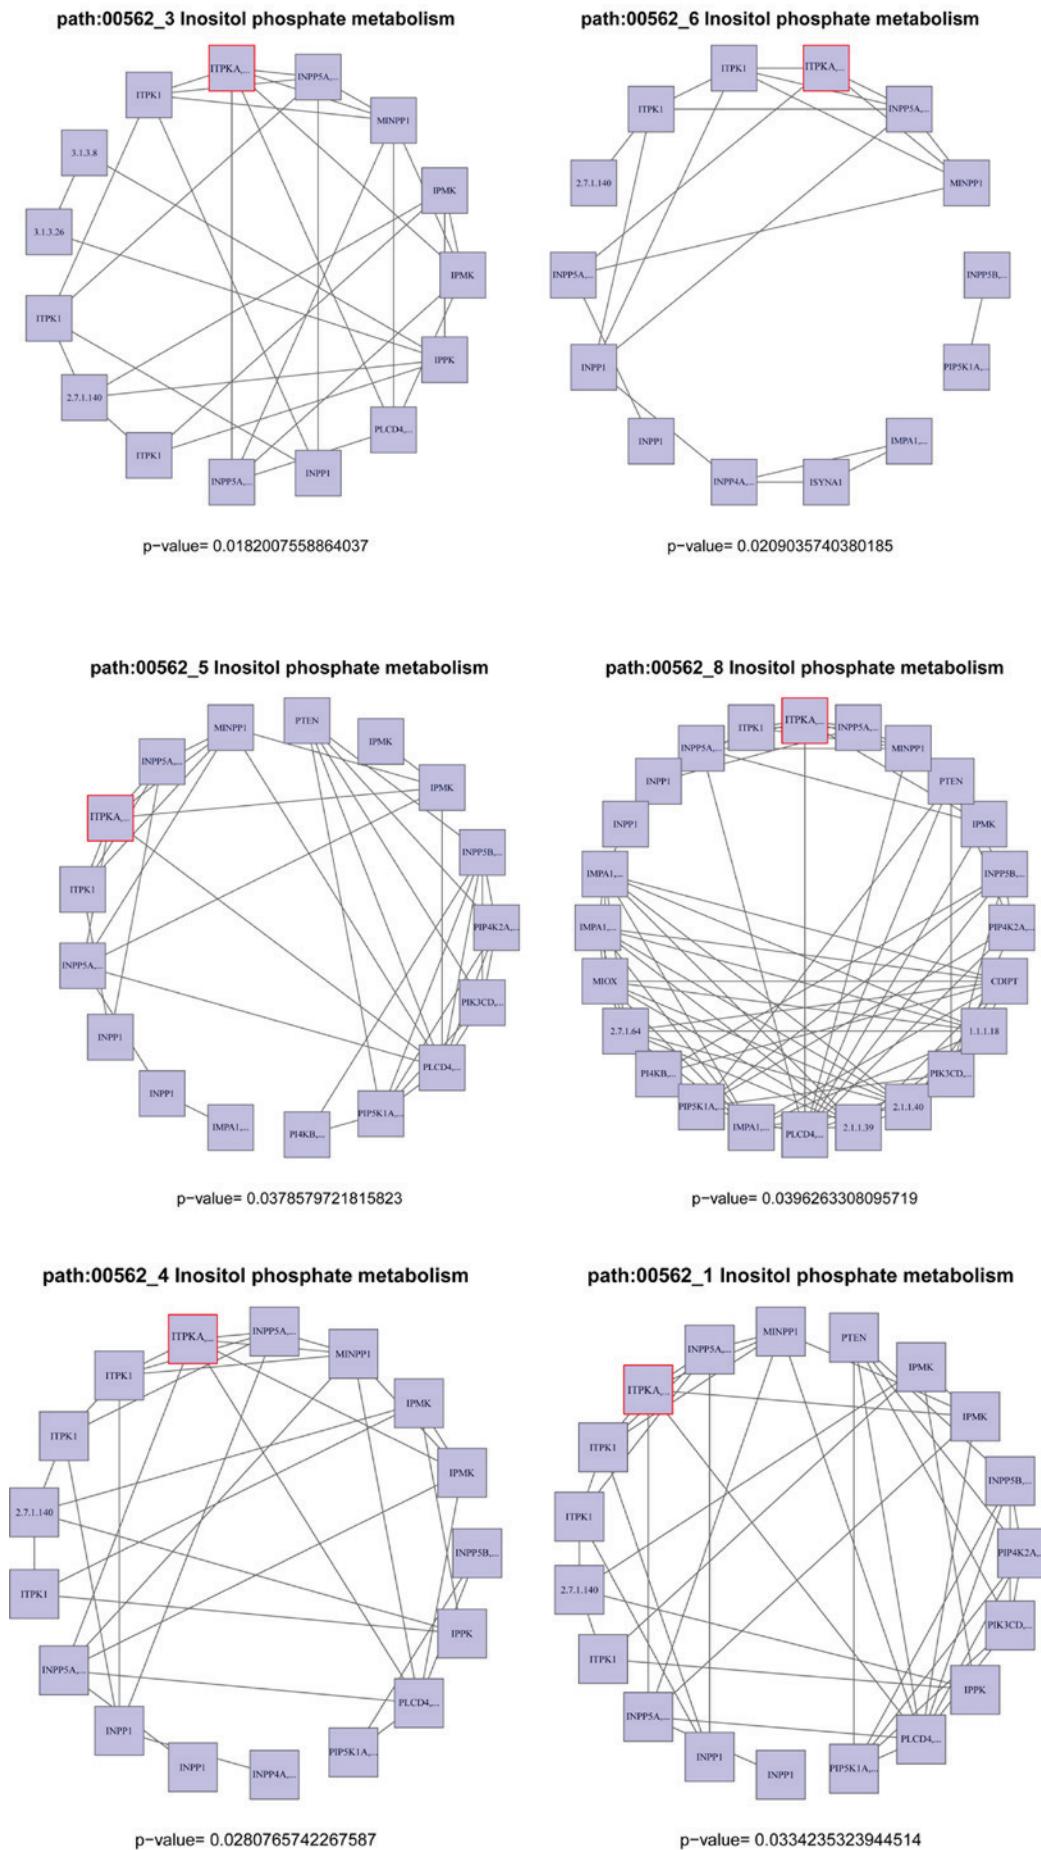 path:00562_3 Inositol phosphate metabolism
ITPKA,...
INPP5A,...
ITPK1
MINPP1
3.1.3.8
IPMK
3.1.3.26
IPMK
ITPK1
IPPK
2.7.1.140
PLCD4,...
ITPK1
INPP5A,...
INPP1
p-value= 0.0182007558864037
path:00562_6 Inositol phosphate metabolism
ITPK1
ITPKA,...
ITPK1
INPP5A,...
2.7.1.140
MINPP1
INPP5A,...
INPP5B,...
INPP1
PIP5K1A,...
INPP1
IMPA1,...
INPP4A,...
ISYNA1
p-value= 0.0209035740380185
path:00562_5 Inositol phosphate metabolism
MINPP1
PTEN
INPP5A,...
IPMK
ITPKA,...
IPMK
ITPK1
INPP5B,...
INPP5A,...
PIP4K2A,...
PIK3CD,...
INPP1
PLCD4,...
INPP1
PIP5K1A,...
IMPA1,...
PI4KB,...
p-value= 0.0378579721815823
path:00562_8 Inositol phosphate metabolism
ITPK1
ITPKA,...
INPP5A,...
INPP5A,...
MINPP1
INPP1
PTEN
INPP1
IPMK
IMPA1,...
INPP5B,...
IMPA1,...
PIP4K2A,...
MIOX
CDIPT
2.7.1.64
1.1.1.18
PI4KB,...
PIK3CD,...
PIP5K1A,...
2.1.1.40
IMPA1,...
PLCD4,...
2.1.1.39
p-value= 0.0396263308095719
path:00562_4 Inositol phosphate metabolism
ITPKA,...
INPP5A,...
ITPK1
MINPP1
ITPK1
IPMK
2.7.1.140
IPMK
ITPK1
INPP5B,...
INPP5A,...
IPPK
INPP1
PLCD4,...
INPP1
INPP4A,...
PIP5K1A,...
p-value= 0.0280765742267587
path:00562_1 Inositol phosphate metabolism
INPP5A,...
MINPP1
PTEN
ITPKA,...
IPMK
ITPK1
IPMK
ITPK1
INPP5B,...
2.7.1.140
PIP4K2A,...
ITPK1
PIK3CD,...
INPP5A,...
IPPK
INPP1
PLCD4,...
INPP1
PIP5K1A,...
p-value= 0.0334235323944514